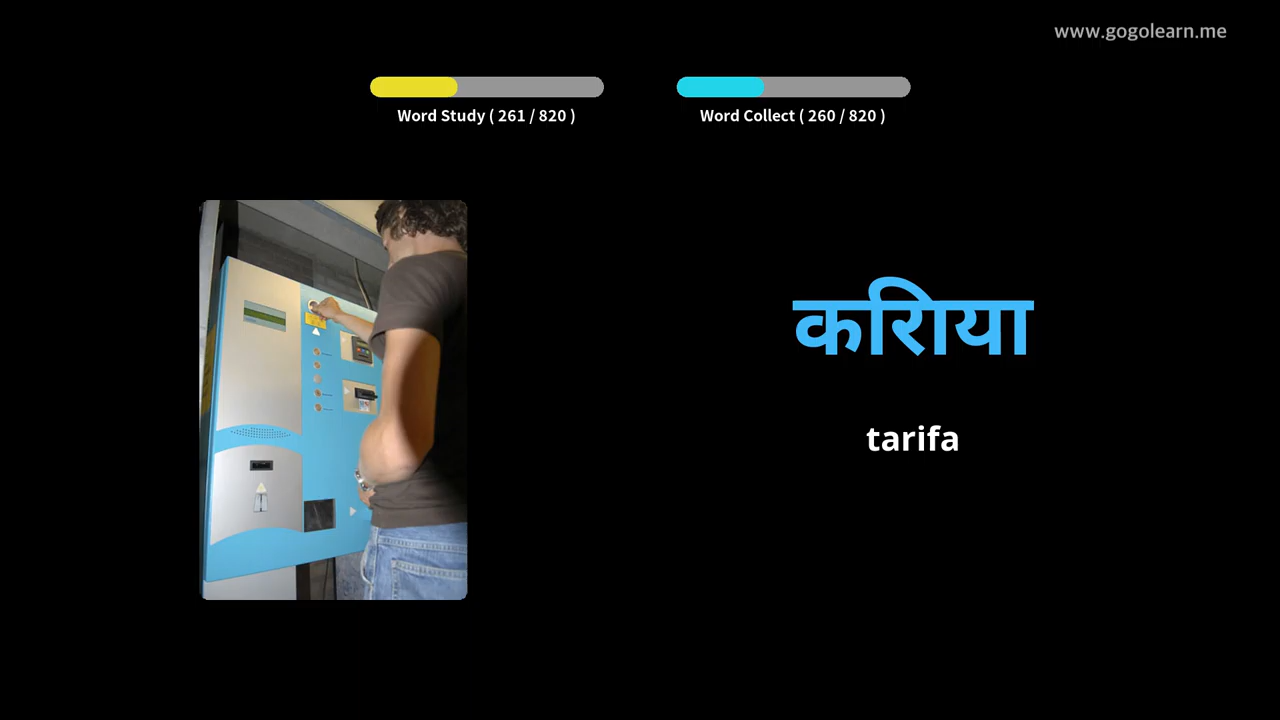 www.gogolearn.me
Word Study ( 261 / 820 )
Word Collect ( 260 / 820 )
करिाया
tarifa